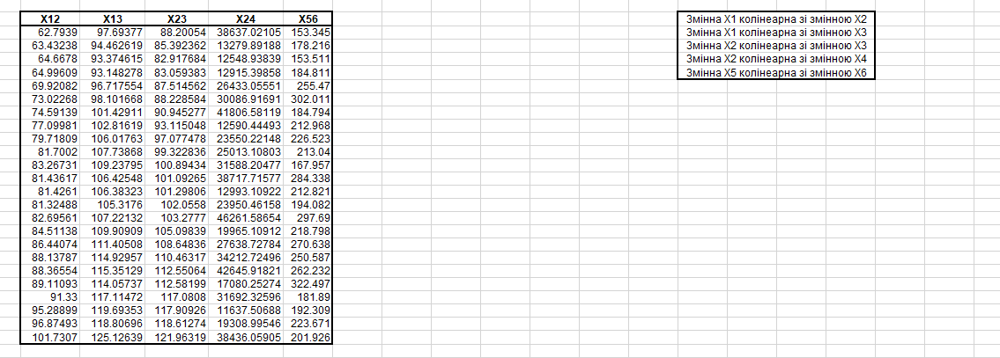 X12 X13 X23 X24 X56
62.7939 97.69377 88.20054 38637.02105 153.345
63.43238 94.462619 85.392362 13279.89188 178.216
64.6678 93.374615 82.917684 12548.93839 153.511
64.99609 93.148278 83.059383 12915.39858 184.811
69.92082 96.717554 87.514562 26433.05551 255.47
73.02268 98.101668 88.228584 30086.91691 302.011
74.59139 101.42911 90.945277 41806.58119 184.794
77.09981 102.81619 93.115048 12590.44493 212.968
79.71809 106.01763 97.077478 23550.22148 226.523
81.7002 107.73868 99.322836 25013.10803 213.04
83.26731 109.23795 100.89434 31588.20477 167.957
81.43617 106.42548 101.09265 38717.71577 284.338
81.4261 106.38323 101.29806 12993.10922 212.821
81.32488 105.3176 102.0558 23950.46158 194.082
82.69561 107.22132 103.2777 46261.58654 297.69
84.51138 109.90909 105.09839 19965.10912 218.798
86.44074 111.40508 108.64836 27638.72784 270.638
88.13787 114.92957 110.46317 34212.72496 250.587
88.36554 115.35129 112.55064 42645.91821 262.232
89.11093 114.05737 112.58199 17080.25274 322.497
91.33 117.11472 117.0808 31692.32596 181.89
95.28899 119.69353 117.90926 11637.50688 192.309
96.87493 118.80696 118.61274 19308.99546 223.671
101.7307 125.12639 121.96319 38436.05905 201.926
Змінна X1 колінеарна зі змінною X2
Змінна X1 колінеарна зі змінною X3
Змінна X2 колінеарна зі змінною X3
Змінна X2 колінеарна зі змінною X4
Змінна X5 колінеарна зі змінною X6